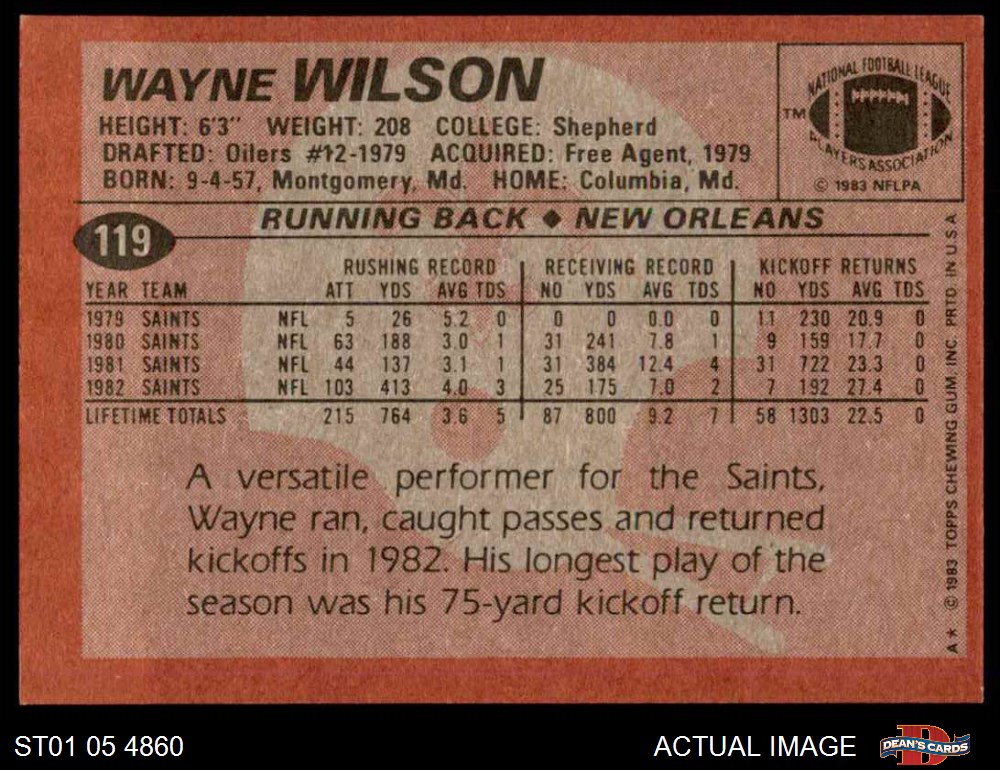 WAYNE WILSON
HEIGHT: 6'3" WEIGHT: 208 COLLEGE: Shepherd
DRAFTED: Oilers #12-1979 ACQUIRED: Free Agent, 1979
BORN: 9-4-57, Montgomery, Md. HOME: Columbia, Md.
NATIONAL FOOTBALL LEAGUE
TM
PLAYERS ASSOCIATION
© 1983 NFLPA
119
RUNNING BACK ◆ NEW ORLEANS
RUSHING RECORD RECEIVING RECORD KICKOFF RETURNS
YEAR TEAM ATT YDS AVG TDS NO YDS AVG TDS NO YDS AVG TDS
1979 SAINTS NFL 5 26 5.2 0 0 0 0.0 0 11 230 20.9 0
1980 SAINTS NFL 63 188 3.0 1 31 241 7.8 1 9 159 17.7 0
1981 SAINTS NFL 44 137 3.1 1 31 384 12.4 4 31 722 23.3 0
1982 SAINTS NFL 103 413 4.0 3 25 175 7.0 2 7 192 27.4 0
LIFETIME TOTALS 215 764 3.6 5 87 800 9.2 7 58 1303 22.5 0
A versatile performer for the Saints,
Wayne ran, caught passes and returned
kickoffs in 1982. His longest play of the
season was his 75-yard kickoff return.
A* © 1983 TOPPS CHEWING GUM, INC. PRTD. IN U.S.A.
ST01 05 4860
ACTUAL IMAGE
D
DEAN'S CARDS